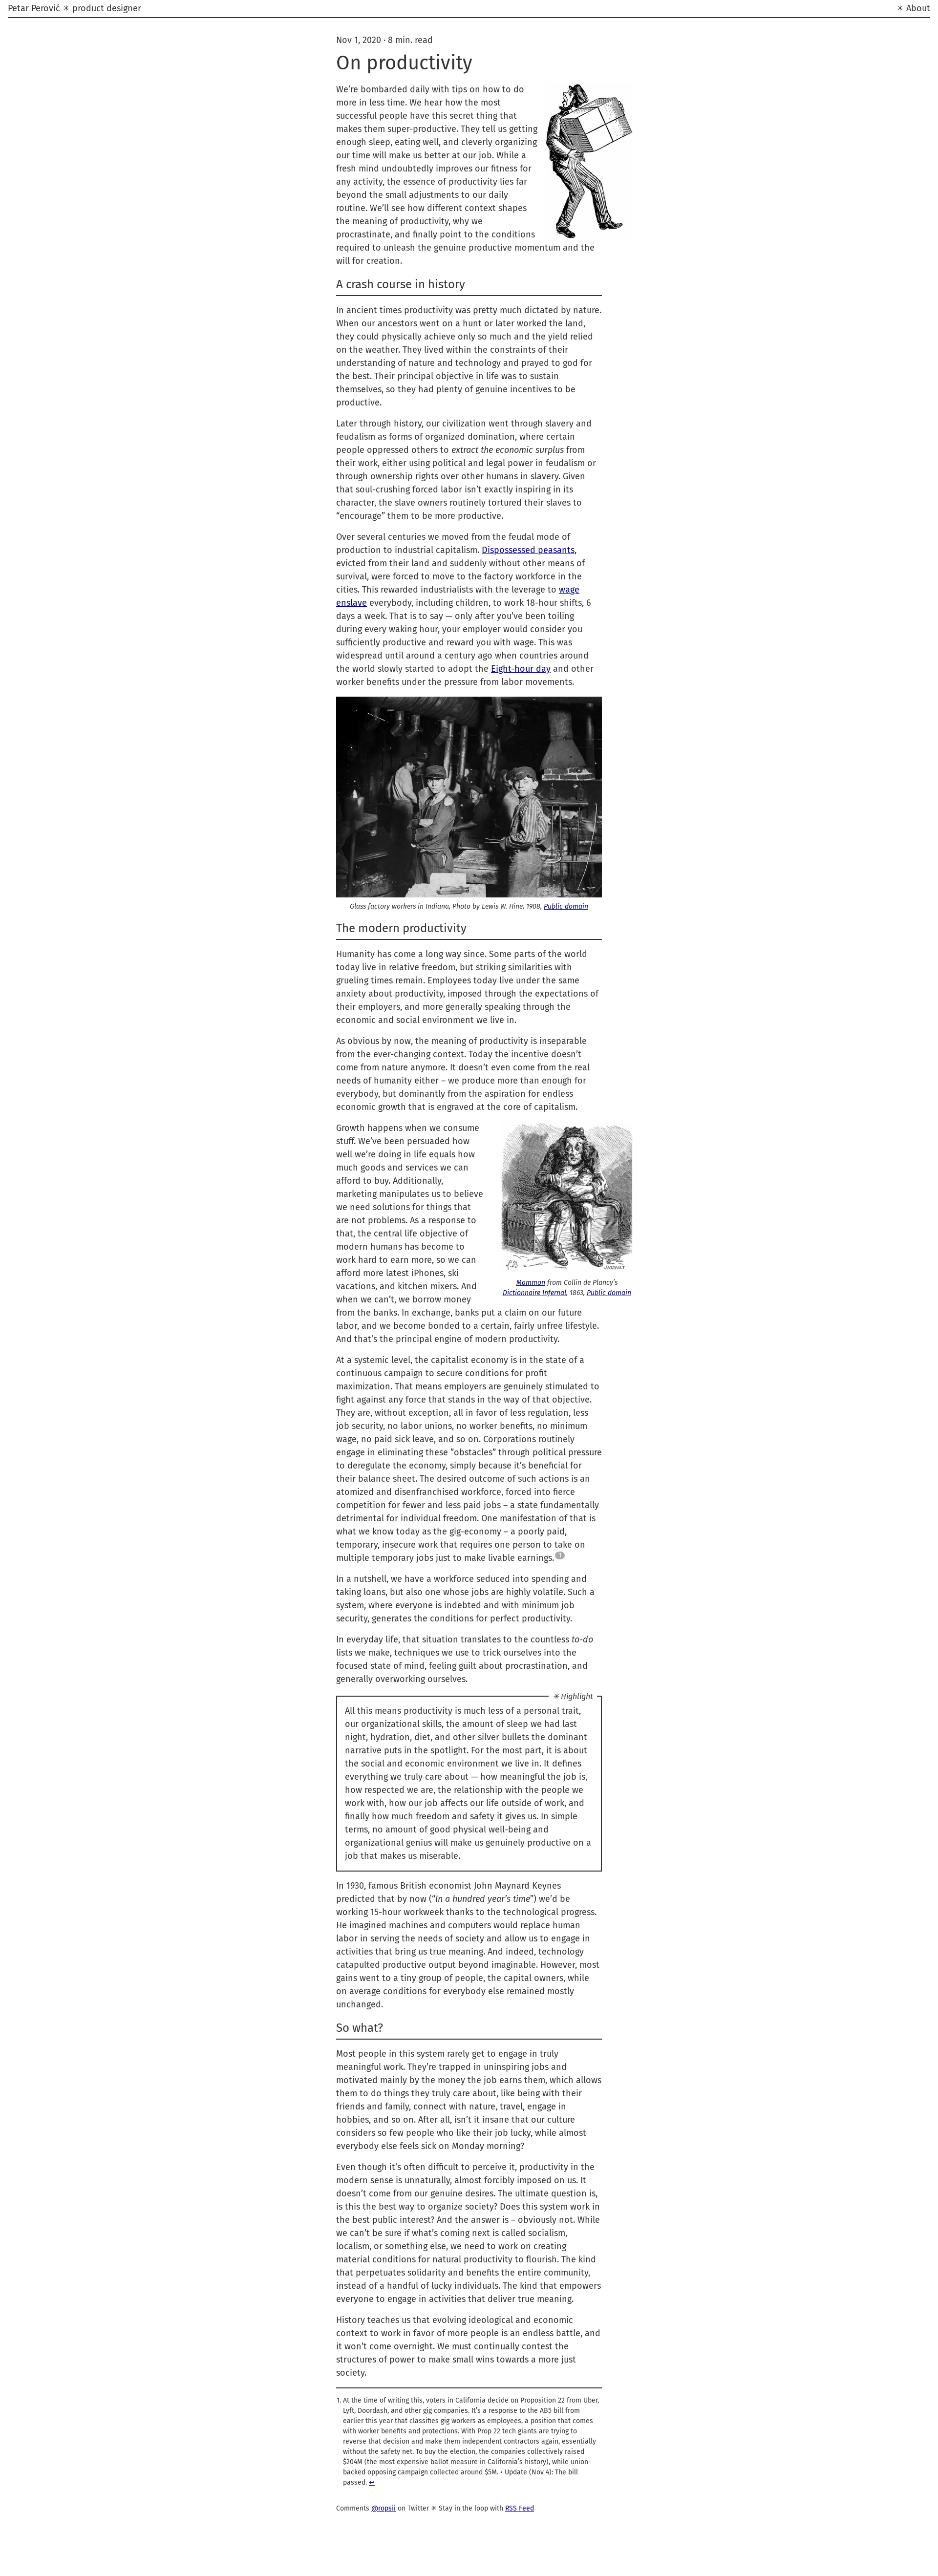 Petar Perović ✳ product designer
✳ About
Nov 1, 2020 · 8 min. read
On productivity
We’re bombarded daily with tips on how to do
more in less time. We hear how the most
successful people have this secret thing that
makes them super-productive. They tell us getting
enough sleep, eating well, and cleverly organizing
our time will make us better at our job. While a
fresh mind undoubtedly improves our fitness for
any activity, the essence of productivity lies far
beyond the small adjustments to our daily
routine. We’ll see how different context shapes
the meaning of productivity, why we
procrastinate, and finally point to the conditions
required to unleash the genuine productive momentum and the
will for creation.
A crash course in history
In ancient times productivity was pretty much dictated by nature.
When our ancestors went on a hunt or later worked the land,
they could physically achieve only so much and the yield relied
on the weather. They lived within the constraints of their
understanding of nature and technology and prayed to god for
the best. Their principal objective in life was to sustain
themselves, so they had plenty of genuine incentives to be
productive.
Later through history, our civilization went through slavery and
feudalism as forms of organized domination, where certain
people oppressed others to extract the economic surplus from
their work, either using political and legal power in feudalism or
through ownership rights over other humans in slavery. Given
that soul-crushing forced labor isn’t exactly inspiring in its
character, the slave owners routinely tortured their slaves to
“encourage” them to be more productive.
Over several centuries we moved from the feudal mode of
production to industrial capitalism. Dispossessed peasants,
evicted from their land and suddenly without other means of
survival, were forced to move to the factory workforce in the
cities. This rewarded industrialists with the leverage to wage
enslave everybody, including children, to work 18-hour shifts, 6
days a week. That is to say — only after you’ve been toiling
during every waking hour, your employer would consider you
sufficiently productive and reward you with wage. This was
widespread until around a century ago when countries around
the world slowly started to adopt the Eight-hour day and other
worker benefits under the pressure from labor movements.
Glass factory workers in Indiana, Photo by Lewis W. Hine, 1908, Public domain
The modern productivity
Humanity has come a long way since. Some parts of the world
today live in relative freedom, but striking similarities with
grueling times remain. Employees today live under the same
anxiety about productivity, imposed through the expectations of
their employers, and more generally speaking through the
economic and social environment we live in.
As obvious by now, the meaning of productivity is inseparable
from the ever-changing context. Today the incentive doesn’t
come from nature anymore. It doesn’t even come from the real
needs of humanity either – we produce more than enough for
everybody, but dominantly from the aspiration for endless
economic growth that is engraved at the core of capitalism.
Growth happens when we consume
stuff. We’ve been persuaded how
well we’re doing in life equals how
much goods and services we can
afford to buy. Additionally,
marketing manipulates us to believe
we need solutions for things that
are not problems. As a response to
that, the central life objective of
modern humans has become to
work hard to earn more, so we can
afford more latest iPhones, ski
vacations, and kitchen mixers. And
when we can’t, we borrow money
from the banks. In exchange, banks put a claim on our future
labor, and we become bonded to a certain, fairly unfree lifestyle.
And that’s the principal engine of modern productivity.
Mammon from Collin de Plancy’s
Dictionnaire Infernal, 1863, Public domain
At a systemic level, the capitalist economy is in the state of a
continuous campaign to secure conditions for profit
maximization. That means employers are genuinely stimulated to
fight against any force that stands in the way of that objective.
They are, without exception, all in favor of less regulation, less
job security, no labor unions, no worker benefits, no minimum
wage, no paid sick leave, and so on. Corporations routinely
engage in eliminating these “obstacles” through political pressure
to deregulate the economy, simply because it’s beneficial for
their balance sheet. The desired outcome of such actions is an
atomized and disenfranchised workforce, forced into fierce
competition for fewer and less paid jobs – a state fundamentally
detrimental for individual freedom. One manifestation of that is
what we know today as the gig-economy – a poorly paid,
temporary, insecure work that requires one person to take on
multiple temporary jobs just to make livable earnings.
In a nutshell, we have a workforce seduced into spending and
taking loans, but also one whose jobs are highly volatile. Such a
system, where everyone is indebted and with minimum job
security, generates the conditions for perfect productivity.
In everyday life, that situation translates to the countless to-do
lists we make, techniques we use to trick ourselves into the
focused state of mind, feeling guilt about procrastination, and
generally overworking ourselves.
✳ Highlight
All this means productivity is much less of a personal trait,
our organizational skills, the amount of sleep we had last
night, hydration, diet, and other silver bullets the dominant
narrative puts in the spotlight. For the most part, it is about
the social and economic environment we live in. It defines
everything we truly care about — how meaningful the job is,
how respected we are, the relationship with the people we
work with, how our job affects our life outside of work, and
finally how much freedom and safety it gives us. In simple
terms, no amount of good physical well-being and
organizational genius will make us genuinely productive on a
job that makes us miserable.
In 1930, famous British economist John Maynard Keynes
predicted that by now (“In a hundred year’s time”) we’d be
working 15-hour workweek thanks to the technological progress.
He imagined machines and computers would replace human
labor in serving the needs of society and allow us to engage in
activities that bring us true meaning. And indeed, technology
catapulted productive output beyond imaginable. However, most
gains went to a tiny group of people, the capital owners, while
on average conditions for everybody else remained mostly
unchanged.
So what?
Most people in this system rarely get to engage in truly
meaningful work. They’re trapped in uninspiring jobs and
motivated mainly by the money the job earns them, which allows
them to do things they truly care about, like being with their
friends and family, connect with nature, travel, engage in
hobbies, and so on. After all, isn’t it insane that our culture
considers so few people who like their job lucky, while almost
everybody else feels sick on Monday morning?
Even though it’s often difficult to perceive it, productivity in the
modern sense is unnaturally, almost forcibly imposed on us. It
doesn’t come from our genuine desires. The ultimate question is,
is this the best way to organize society? Does this system work in
the best public interest? And the answer is – obviously not. While
we can’t be sure if what’s coming next is called socialism,
localism, or something else, we need to work on creating
material conditions for natural productivity to flourish. The kind
that perpetuates solidarity and benefits the entire community,
instead of a handful of lucky individuals. The kind that empowers
everyone to engage in activities that deliver true meaning.
History teaches us that evolving ideological and economic
context to work in favor of more people is an endless battle, and
it won’t come overnight. We must continually contest the
structures of power to make small wins towards a more just
society.
1. At the time of writing this, voters in California decide on Proposition 22 from Uber,
Lyft, Doordash, and other gig companies. It’s a response to the AB5 bill from
earlier this year that classifies gig workers as employees, a position that comes
with worker benefits and protections. With Prop 22 tech giants are trying to
reverse that decision and make them independent contractors again, essentially
without the safety net. To buy the election, the companies collectively raised
$204M (the most expensive ballot measure in California’s history), while union-
backed opposing campaign collected around $5M. • Update (Nov 4): The bill
passed. ↩
Comments @ropsii on Twitter ✳ Stay in the loop with RSS Feed